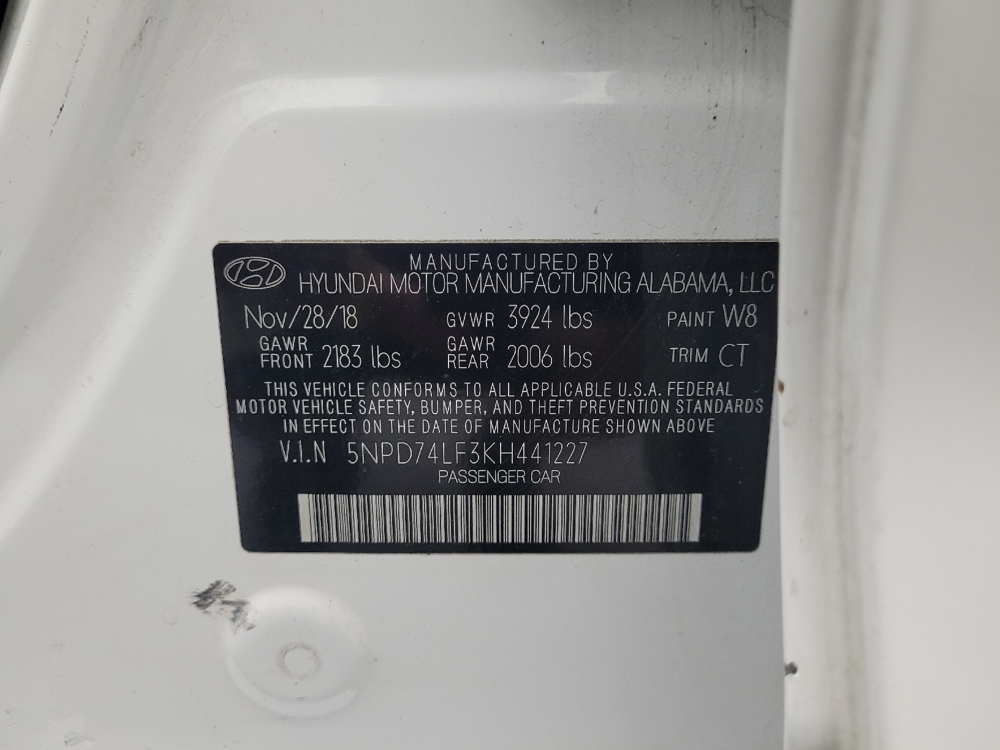 MANUFACTURED BY
HYUNDAI MOTOR MANUFACTURING ALABAMA, LLC
Nov/28/18 GVWR 3924 lbs PAINT W8
GAWR FRONT 2183 lbs GAWR REAR 2006 lbs TRIM CT
THIS VEHICLE CONFORMS TO ALL APPLICABLE U.S.A. FEDERAL
MOTOR VEHICLE SAFETY, BUMPER, AND THEFT PREVENTION STANDARDS
IN EFFECT ON THE DATE OF MANUFACTURE SHOWN ABOVE
V.I.N 5NPD74LF3KH441227
PASSENGER CAR